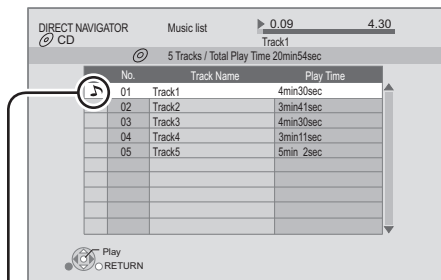 DIRECT NAVIGATOR Music list 0.09 4.30
CD Track1
5 Tracks / Total Play Time 20min54sec
No. Track Name Play Time
01 Track1 4min30sec
02 Track2 3min41sec
03 Track3 4min30sec
04 Track4 3min11sec
05 Track5 5min 2sec
Play
RETURN